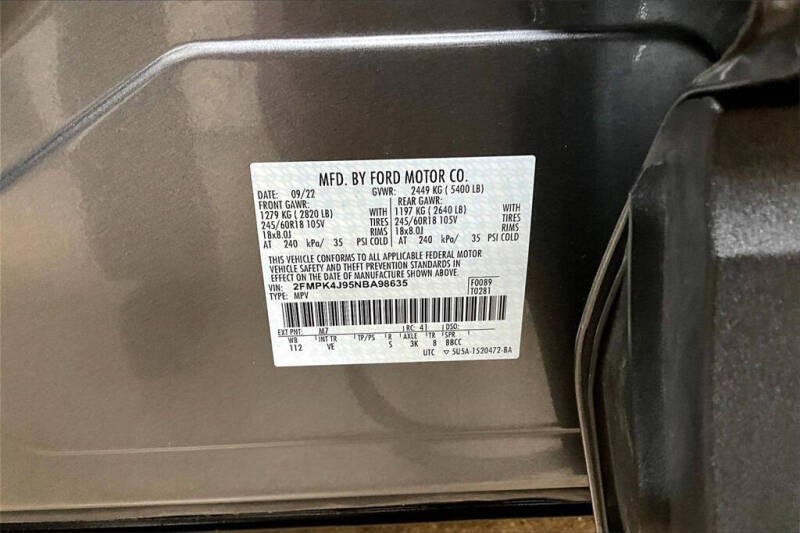 MFD. BY FORD MOTOR CO.
DATE: 09/22 GVWR: 2449 KG ( 5400 LB)
FRONT GAWR: REAR GAWR:
1279 KG ( 2820 LB) WITH 1197 KG ( 2640 LB) WITH
245/60R18 105V TIRES 245/60R18 105V TIRES
18x8.0J RIMS 18x8.0J RIMS
AT 240 kPa/ 35 PSI COLD AT 240 kPa/ 35 PSI COLD
THIS VEHICLE CONFORMS TO ALL APPLICABLE FEDERAL MOTOR
VEHICLE SAFETY AND THEFT PREVENTION STANDARDS IN
EFFECT ON THE DATE OF MANUFACTURE SHOWN ABOVE.
VIN: 2FMPK4J95NBA98635 F0089
TYPE: MPV T0281
EXT PNT: M7 RC: 41 DSO:
WB INT TR TP/PS R AXLE TR SPR
112 VE S 3K 8 BBCC
UTC ▽ 5U5A-1520472-BA